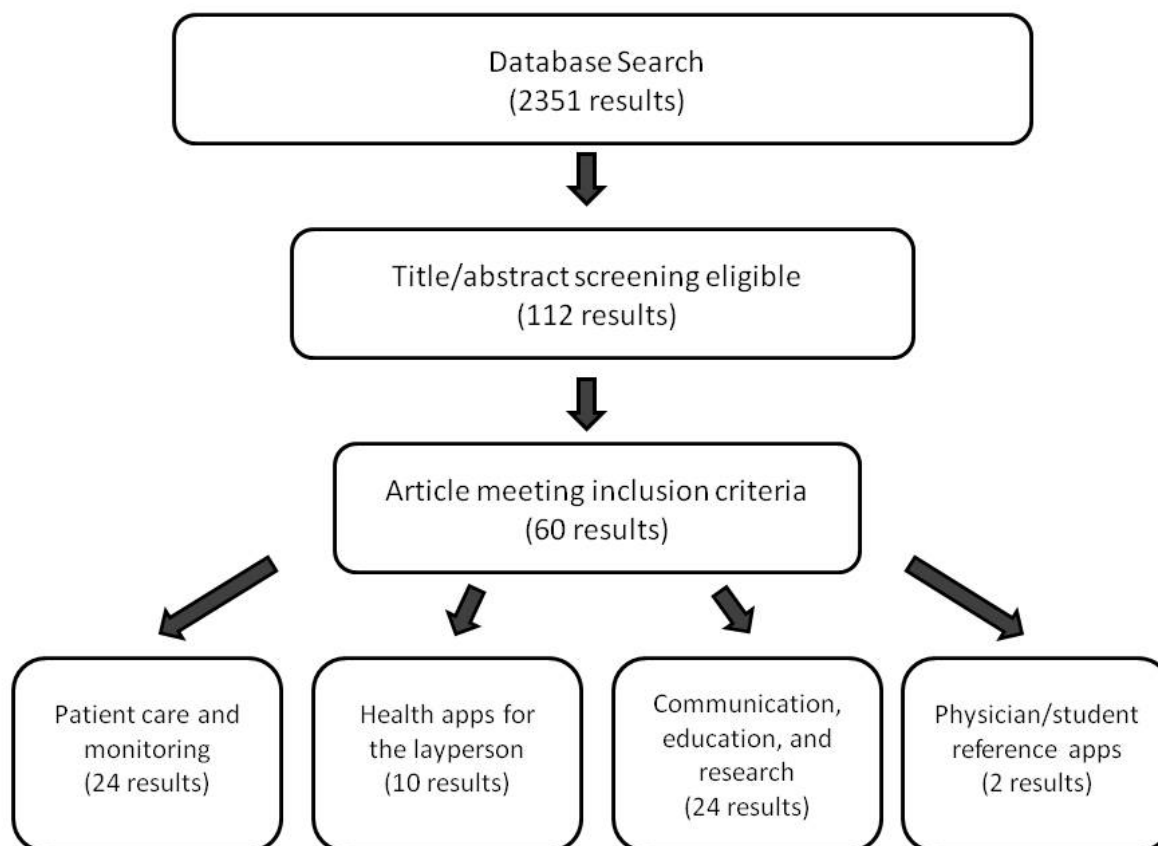 Database Search
(2351 results)
Title/abstract screening eligible
(112 results)
Article meeting inclusion criteria
(60 results)
Patient care and
monitoring
(24 results)
Health apps for
the layperson
(10 results)
Communication,
education, and
research
(24 results)
Physician/student
reference apps
(2 results)